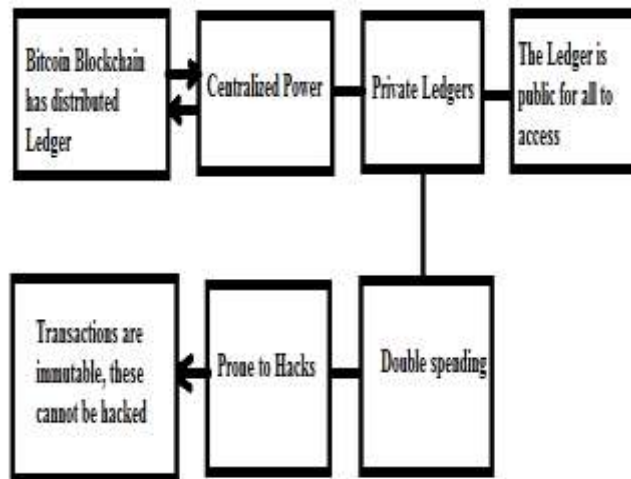 Bitcoin Blockchain
has distributed
Ledger
Centralized Power
Private Ledgers
The Ledger is
public for all to
access
Transactions are
immutable, these
cannot be hacked
Prone to Hacks
Double spending